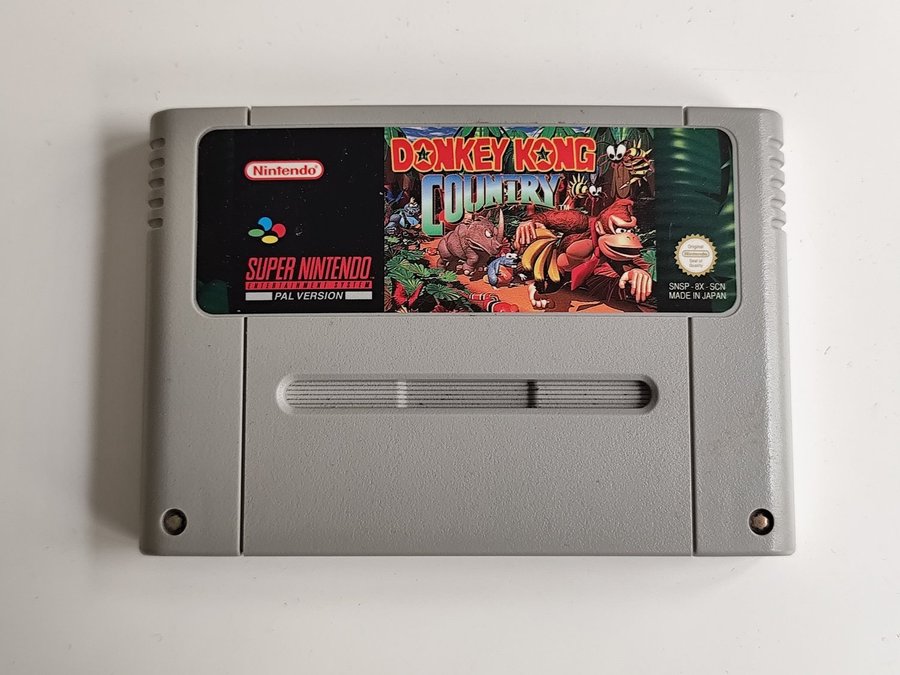 Nintendo
SUPER NINTENDO
ENTERTAINMENT SYSTEM
PAL VERSION
DONKEY KONG
COUNTRY™
Original
Nintendo
Seal of
Quality
SNSP - 8X - SCN
MADE IN JAPAN